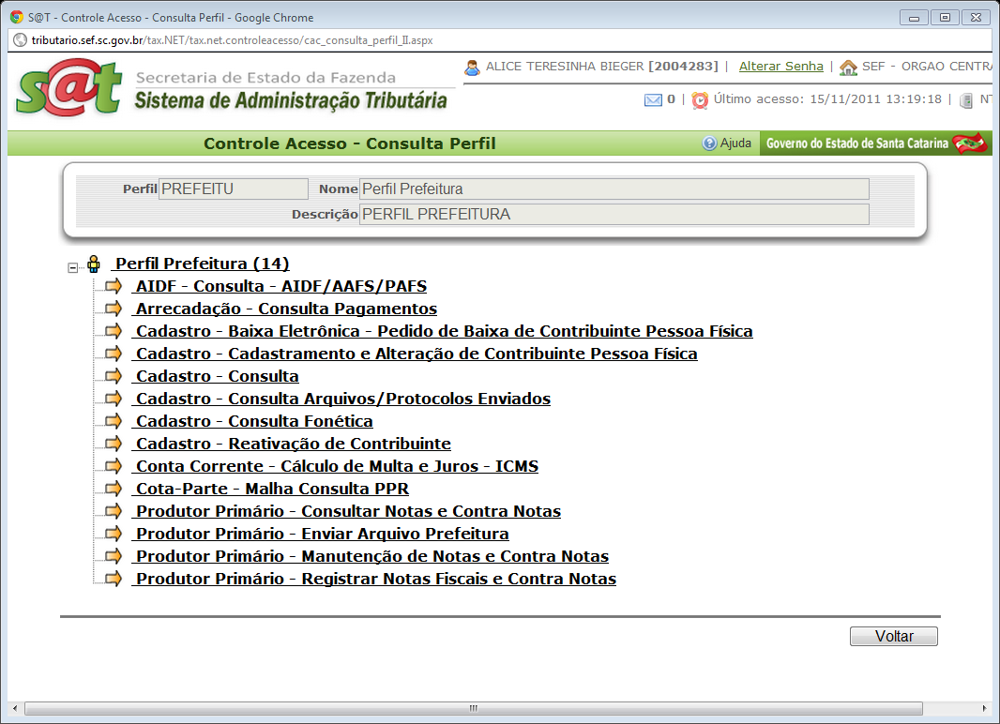 S@T - Controle Acesso - Consulta Perfil - Google Chrome
tributario.sef.sc.gov.br/tax.NET/tax.net.controleacesso/cac_consulta_perfil_II.aspx
s@t
Secretaria de Estado da Fazenda
Sistema de Administração Tributária
ALICE TERESINHA BIEGER [2004283] | Alterar Senha | SEF - ORGAO CENTRA
0 | Último acesso: 15/11/2011 13:19:18 | NT
Controle Acesso - Consulta Perfil
Ajuda
Governo do Estado de Santa Catarina
Perfil PREFEITU Nome Perfil Prefeitura
Descrição PERFIL PREFEITURA
Perfil Prefeitura (14)
AIDF - Consulta - AIDF/AAFS/PAFS
Arrecadação - Consulta Pagamentos
Cadastro - Baixa Eletrônica - Pedido de Baixa de Contribuinte Pessoa Física
Cadastro - Cadastramento e Alteração de Contribuinte Pessoa Física
Cadastro - Consulta
Cadastro - Consulta Arquivos/Protocolos Enviados
Cadastro - Consulta Fonética
Cadastro - Reativação de Contribuinte
Conta Corrente - Cálculo de Multa e Juros - ICMS
Cota-Parte - Malha Consulta PPR
Produtor Primário - Consultar Notas e Contra Notas
Produtor Primário - Enviar Arquivo Prefeitura
Produtor Primário - Manutenção de Notas e Contra Notas
Produtor Primário - Registrar Notas Fiscais e Contra Notas
Voltar